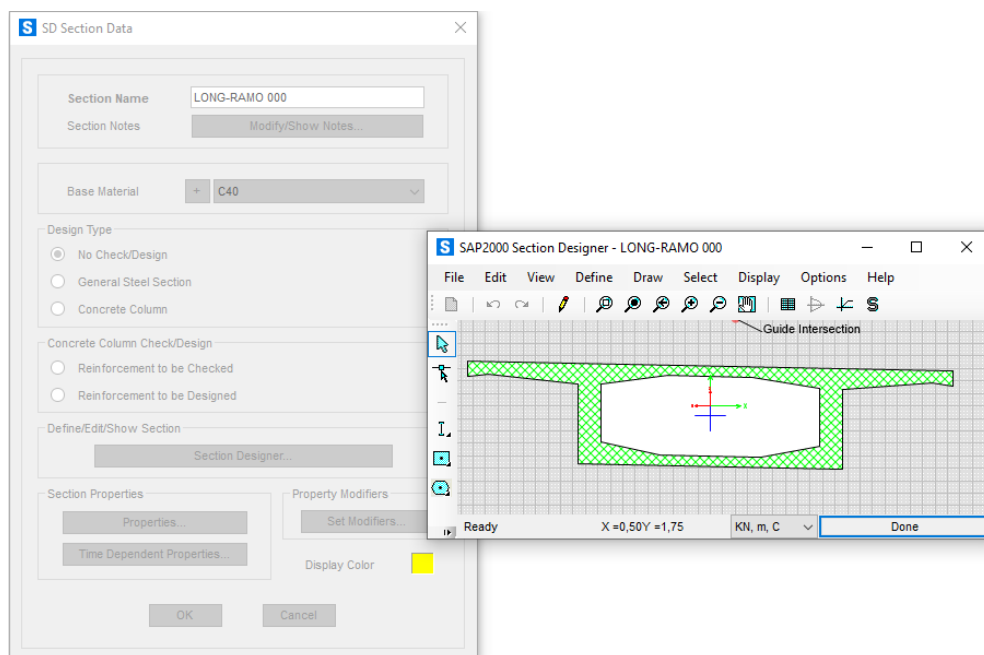 SD Section Data
Section Name LONG-RAMO 000
Section Notes Modify/Show Notes...
Base Material + C40
Design Type
No Check/Design
General Steel Section
Concrete Column
Concrete Column Check/Design
Reinforcement to be Checked
Reinforcement to be Designed
Define/Edit/Show Section
Section Designer...
Section Properties
Properties...
Time Dependent Properties...
Property Modifiers
Set Modifiers...
Display Color
OK Cancel
SAP2000 Section Designer - LONG-RAMO 000
File Edit View Define Draw Select Display Options Help
Guide Intersection
X
Ready X =0,50Y =1,75 KN, m, C Done